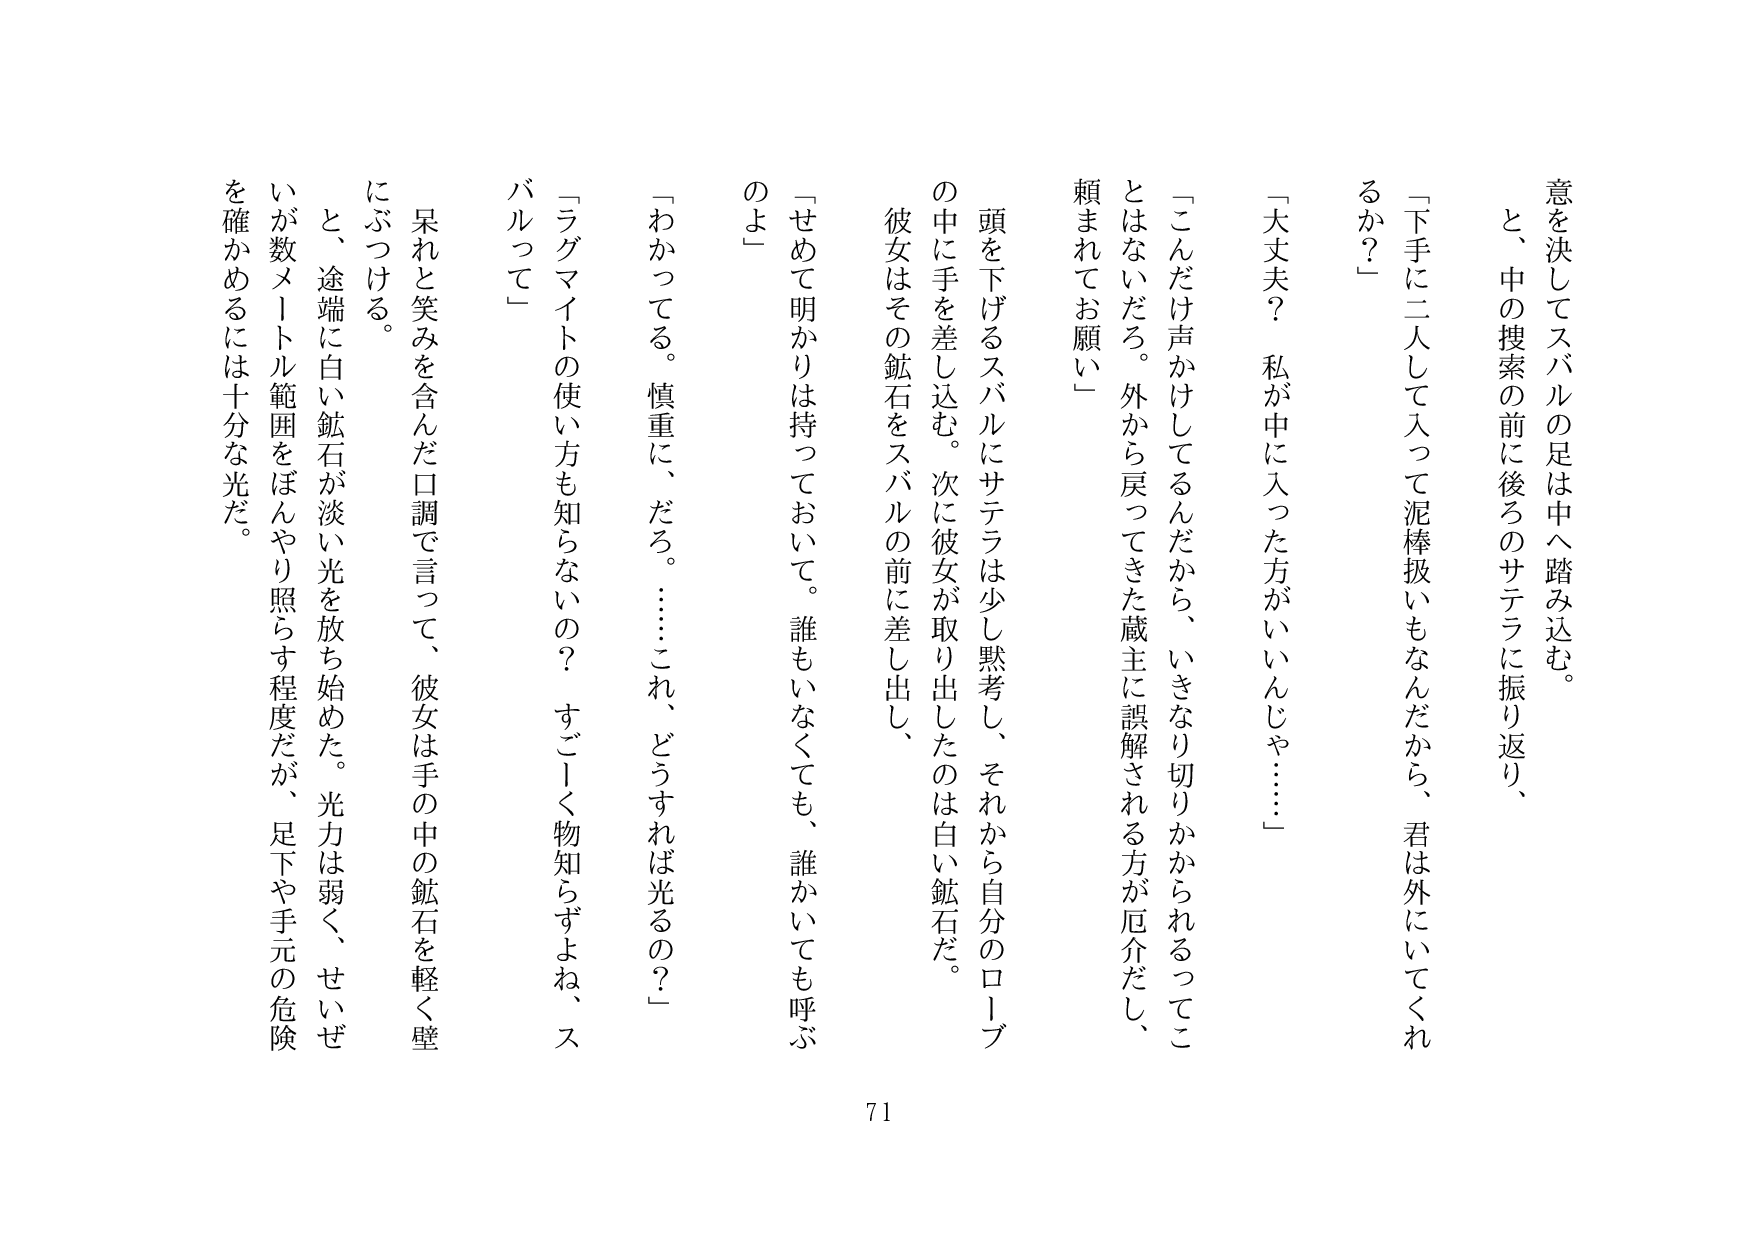 意を決してスバルの足は中へ踏み込む。
　と、中の捜索の前に後ろのサテラに振り返り、
「下手に二人して入って泥棒扱いもなんだから、君は外にいてくれ
るか？」
「大丈夫？　私が中に入った方がいいんじゃ……」
「こんだけ声かけしてるんだから、いきなり切りかかられるってこ
とはないだろ。外から戻ってきた蔵主に誤解される方が厄介だし、
頼まれてお願い」
　頭を下げるスバルにサテラは少し黙考し、それから自分のローブ
の中に手を差し込む。次に彼女が取り出したのは白い鉱石だ。
　彼女はその鉱石をスバルの前に差し出し、
「せめて明かりは持っておいて。誰もいなくても、誰かいても呼ぶ
のよ」
「わかってる。慎重に、だろ。……これ、どうすれば光るの？」
「ラグマイトの使い方も知らないの？　すごーく物知らずよね、ス
バルって」
　呆れと笑みを含んだ口調で言って、彼女は手の中の鉱石を軽く壁
にぶつける。
　と、途端に白い鉱石が淡い光を放ち始めた。光力は弱く、せいぜ
いが数メートル範囲をぼんやり照らす程度だが、足下や手元の危険
を確かめるには十分な光だ。
71